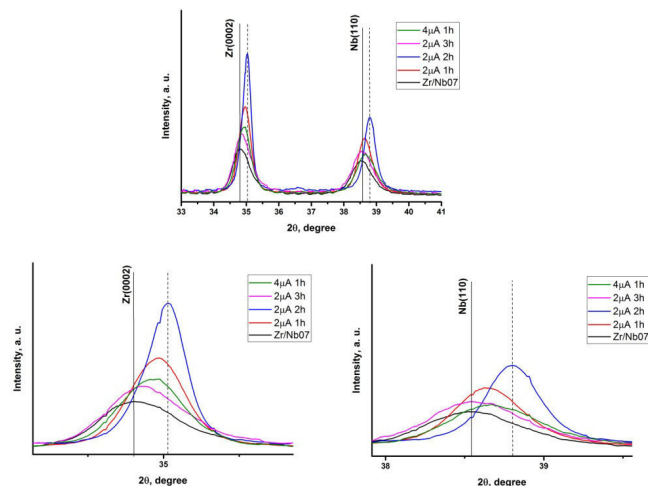 Intensity, a. u.
Zr(0002)
Nb(110)
4μA 1h
2μA 3h
2μA 2h
2μA 1h
Zr/Nb07
33 34 35 36 37 38 39 40 41
2θ, degree
Intensity, a. u.
Zr(0002)
4μA 1h
2μA 3h
2μA 2h
2μA 1h
Zr/Nb07
35
2θ, degree
Intensity, a. u.
Nb(110)
4μA 1h
2μA 3h
2μA 2h
2μA 1h
Zr/Nb07
38 39
2θ, degree